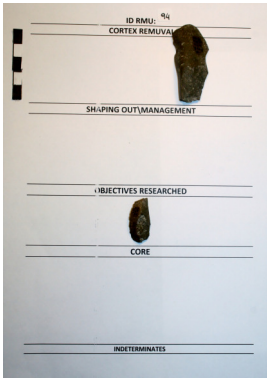 ID RMU: 94
CORTEX REMUVAL
SHAPING OUT\MANAGEMENT
OBJECTIVES RESEARCHED
CORE
INDETERMINATES